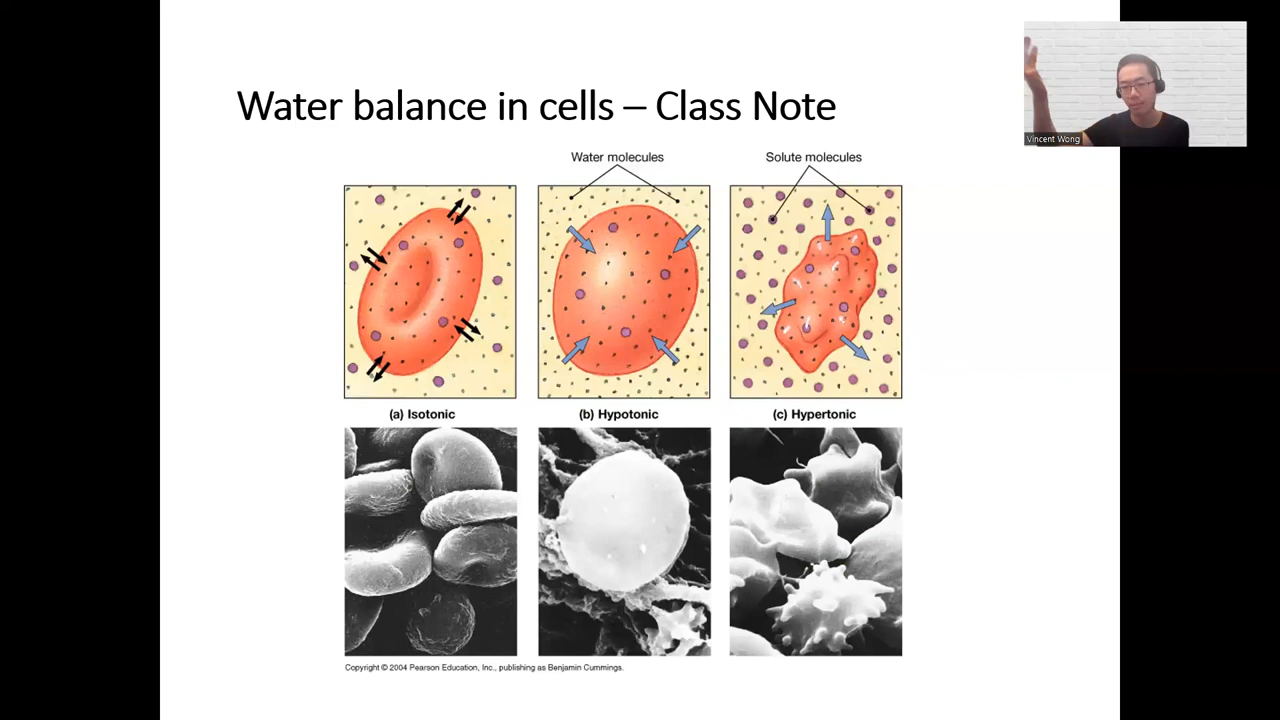 Water balance in cells – Class Note
Vincent Wong
Water molecules
Solute molecules
(a) Isotonic
(b) Hypotonic
(c) Hypertonic
Copyright © 2004 Pearson Education, Inc., publishing as Benjamin Cummings.